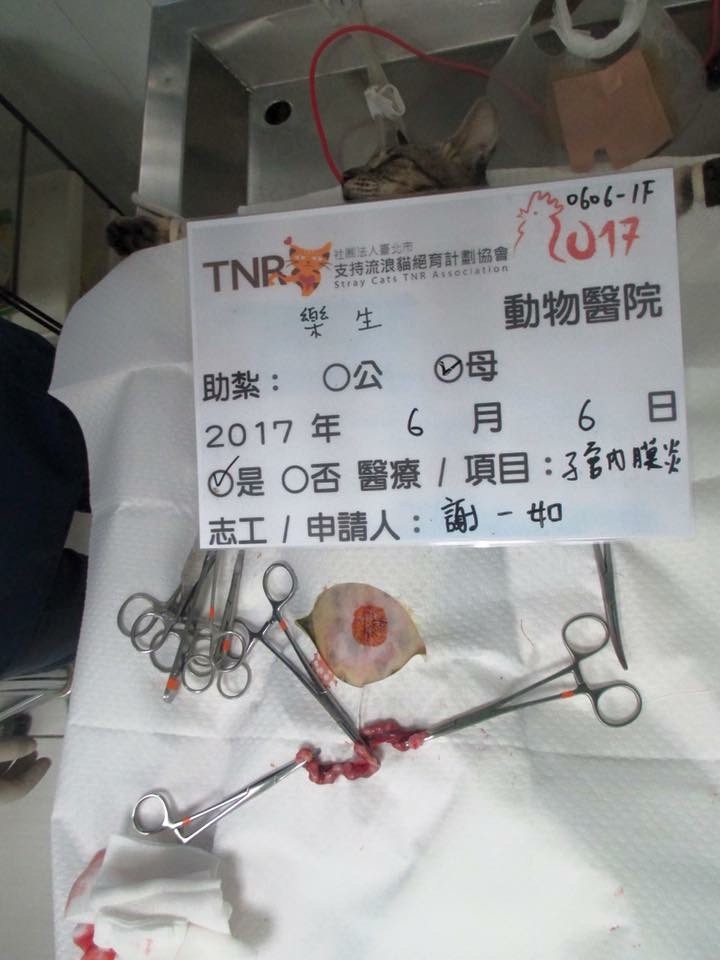 0606-1F
2017
TNR 社團法人臺北市
支持流浪貓絕育計劃協會
Stray Cats TNR Association
樂生 動物醫院
助紮： ○公 ○母
2017 年 6 月 6 日
○是 ○否 醫療 / 項目：子宮內膜炎
志工 / 申請人：謝一如